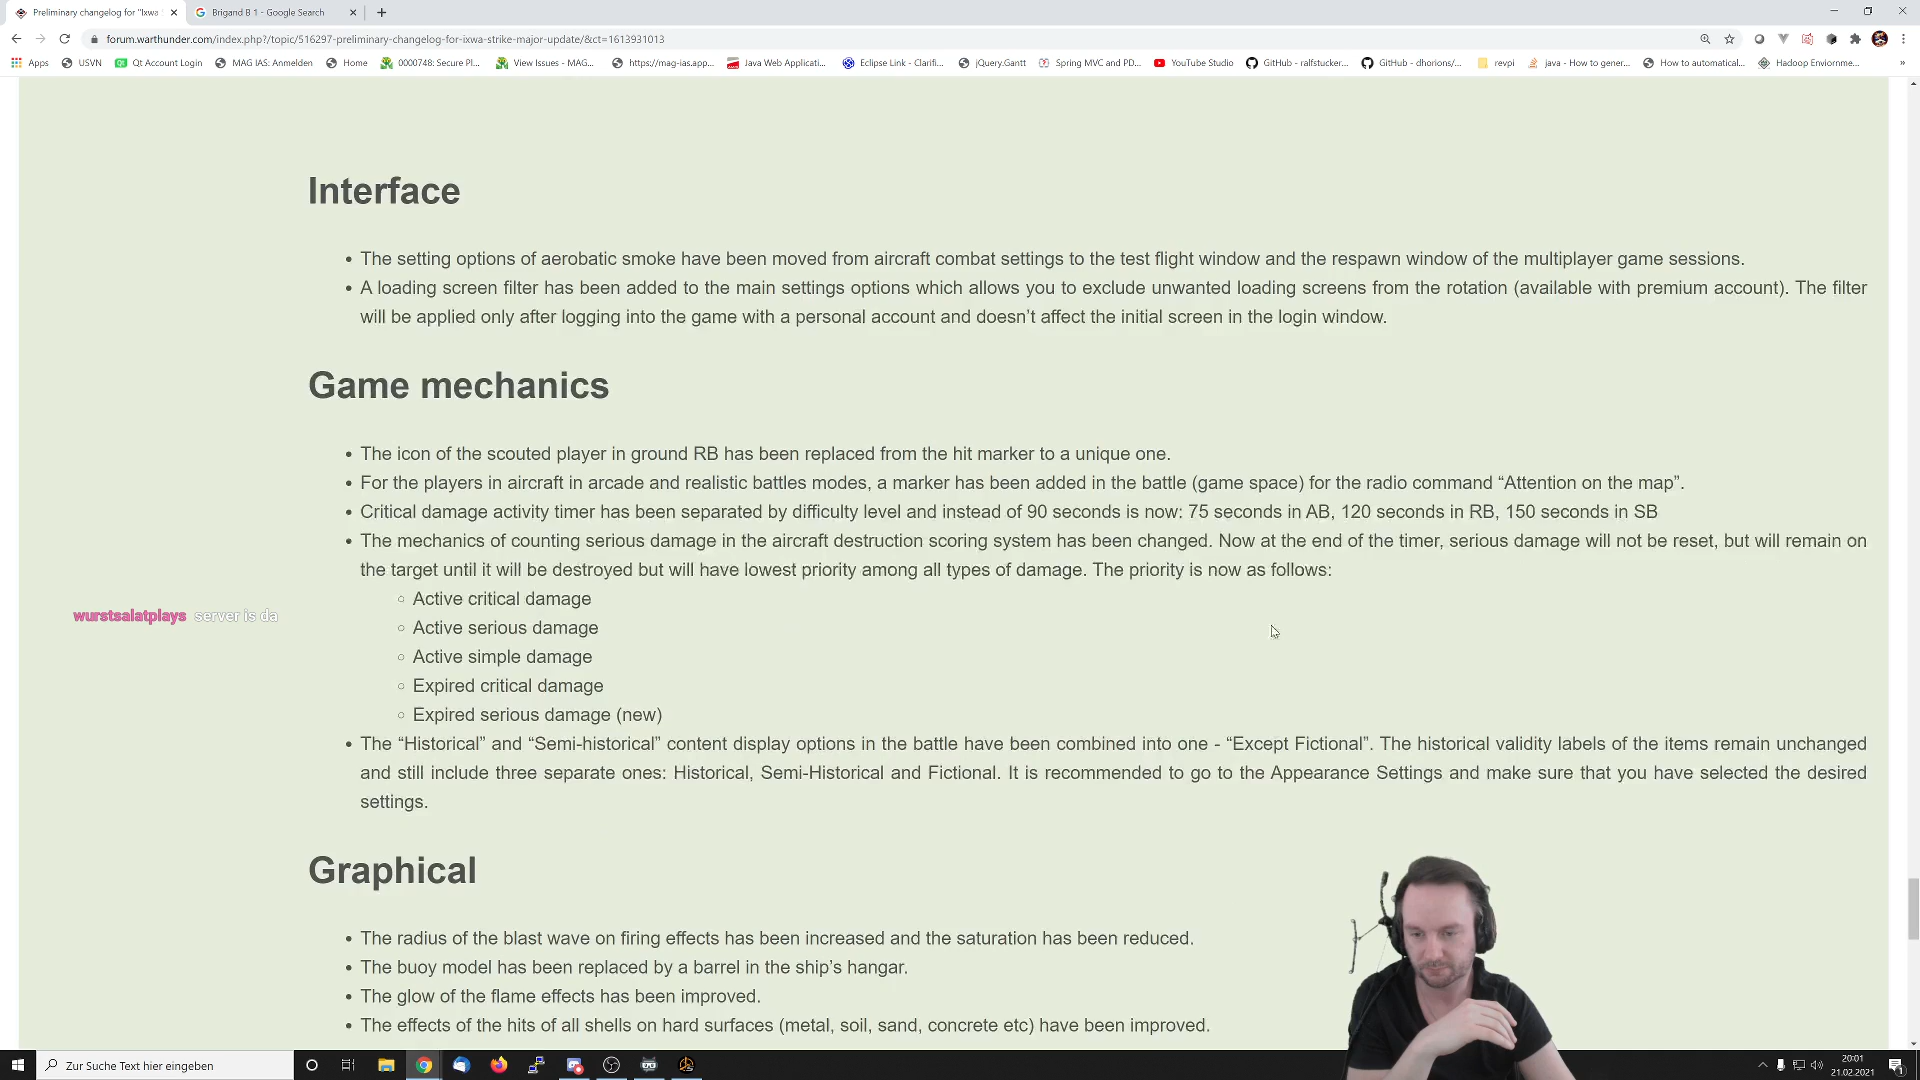 Preliminary changelog for "Ixwa
Brigand B 1 - Google Search
forum.warthunder.com/index.php?/topic/516297-preliminary-changelog-for-ixwa-strike-major-update/&ct=1613931013
Apps USVN Qt Account Login MAG IAS: Anmelden Home 0000748: Secure Pl... View Issues - MAG... https://mag-ias.app... Java Web Applicati... Eclipse Link - Clarifi... jQuery.Gantt Spring MVC and PD... YouTube Studio GitHub - ralfstucker... GitHub - dhorions/... revpi java - How to gener... How to automatical... Hadoop Enviornme... »
Interface
• The setting options of aerobatic smoke have been moved from aircraft combat settings to the test flight window and the respawn window of the multiplayer game sessions.
• A loading screen filter has been added to the main settings options which allows you to exclude unwanted loading screens from the rotation (available with premium account). The filter
will be applied only after logging into the game with a personal account and doesn’t affect the initial screen in the login window.
Game mechanics
• The icon of the scouted player in ground RB has been replaced from the hit marker to a unique one.
• For the players in aircraft in arcade and realistic battles modes, a marker has been added in the battle (game space) for the radio command “Attention on the map”.
• Critical damage activity timer has been separated by difficulty level and instead of 90 seconds is now: 75 seconds in AB, 120 seconds in RB, 150 seconds in SB
• The mechanics of counting serious damage in the aircraft destruction scoring system has been changed. Now at the end of the timer, serious damage will not be reset, but will remain on
the target until it will be destroyed but will have lowest priority among all types of damage. The priority is now as follows:
◦ Active critical damage
wurstsalatplays server is da
◦ Active serious damage
◦ Active simple damage
◦ Expired critical damage
◦ Expired serious damage (new)
• The “Historical” and “Semi-historical” content display options in the battle have been combined into one - “Except Fictional”. The historical validity labels of the items remain unchanged
and still include three separate ones: Historical, Semi-Historical and Fictional. It is recommended to go to the Appearance Settings and make sure that you have selected the desired
settings.
Graphical
• The radius of the blast wave on firing effects has been increased and the saturation has been reduced.
• The buoy model has been replaced by a barrel in the ship’s hangar.
• The glow of the flame effects has been improved.
• The effects of the hits of all shells on hard surfaces (metal, soil, sand, concrete etc) have been improved.
Zur Suche Text hier eingeben
20:01
21.02.2021